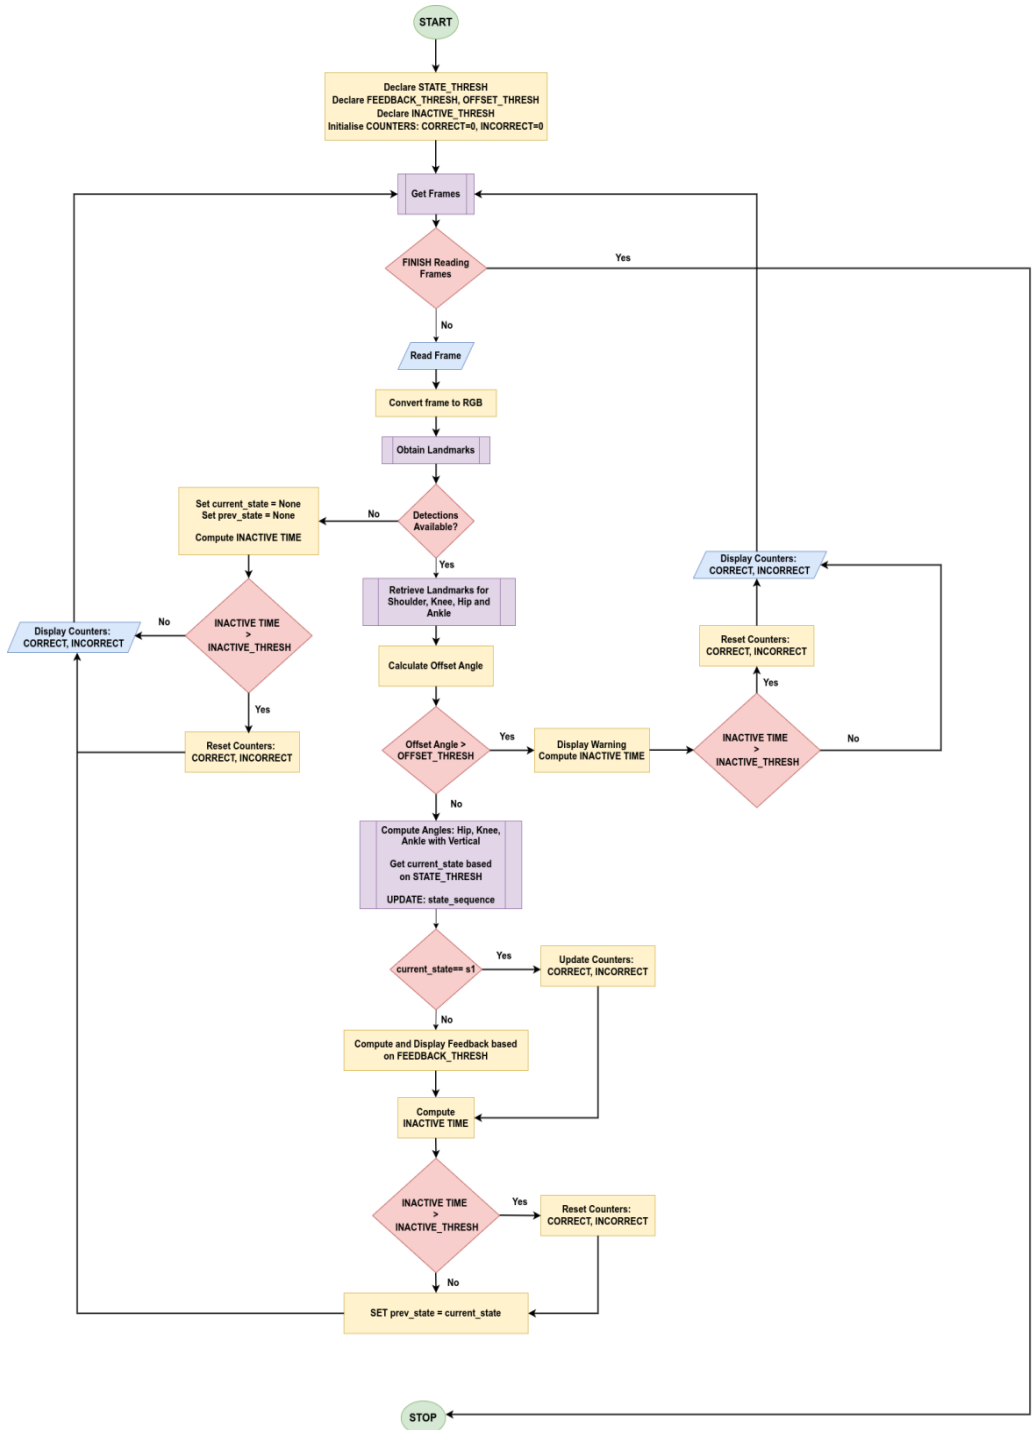 START
Declare STATE_THRESH
Declare FEEDBACK_THRESH, OFFSET_THRESH
Declare INACTIVE_THRESH
Initialise COUNTERS: CORRECT=0, INCORRECT=0
Get Frames
FINISH Reading
Frames
Yes
No
Read Frame
Convert frame to RGB
Obtain Landmarks
Detections
Available?
No
Set current_state = None
Set prev_state = None
Compute INACTIVE TIME
INACTIVE TIME
>
INACTIVE_THRESH
No
Display Counters:
CORRECT, INCORRECT
Yes
Reset Counters:
CORRECT, INCORRECT
Yes
Retrieve Landmarks for
Shoulder, Knee, Hip and
Ankle
Calculate Offset Angle
Offset Angle >
OFFSET_THRESH
Yes
Display Warning
Compute INACTIVE TIME
INACTIVE TIME
>
INACTIVE_THRESH
Yes
Reset Counters:
CORRECT, INCORRECT
No
Display Counters:
CORRECT, INCORRECT
No
Compute Angles: Hip, Knee,
Ankle with Vertical
Get current_state based
on STATE_THRESH
UPDATE: state_sequence
current_state== s1
Yes
Update Counters:
CORRECT, INCORRECT
No
Compute and Display Feedback based
on FEEDBACK_THRESH
Compute
INACTIVE TIME
INACTIVE TIME
>
INACTIVE_THRESH
Yes
Reset Counters:
CORRECT, INCORRECT
No
SET prev_state = current_state
STOP